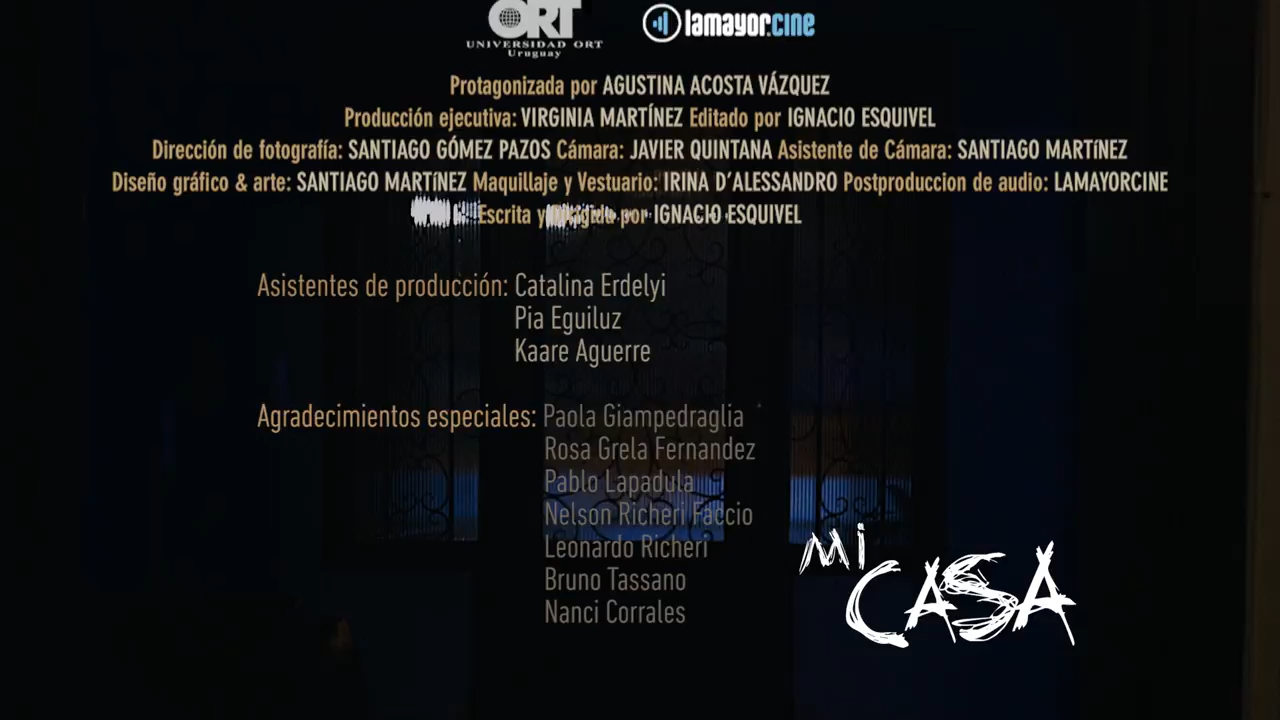 ORT
UNIVERSIDAD ORT
Uruguay
lamayor.cine
Protagonizada por AGUSTINA ACOSTA VÁZQUEZ
Producción ejecutiva: VIRGINIA MARTÍNEZ Editado por IGNACIO ESQUIVEL
Dirección de fotografía: SANTIAGO GÓMEZ PAZOS Cámara: JAVIER QUINTANA Asistente de Cámara: SANTIAGO MARTíNEZ
Diseño gráfico & arte: SANTIAGO MARTíNEZ Maquillaje y Vestuario: IRINA D'ALESSANDRO Postproduccion de audio: LAMAYORCINE
Escrita y Dirigida por IGNACIO ESQUIVEL
Asistentes de producción: Catalina Erdelyi
Pia Eguiluz
Kaare Aguerre
Agradecimientos especiales: Paola Giampedraglia
Rosa Grela Fernandez
Pablo Lapadula
Nelson Richeri Faccio
Leonardo Richeri
Bruno Tassano
Nanci Corrales
Mi
CASA